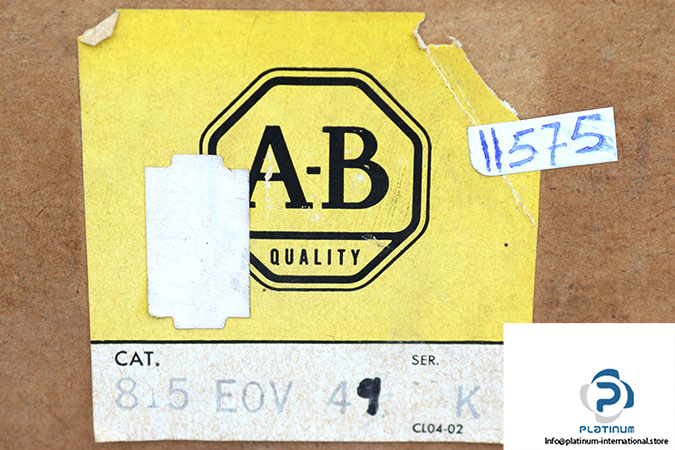 A-B
QUALITY
11575
CAT. SER.
815 EOV 49 K
CL04-02
PLATINUM
Info@platinum-international.store